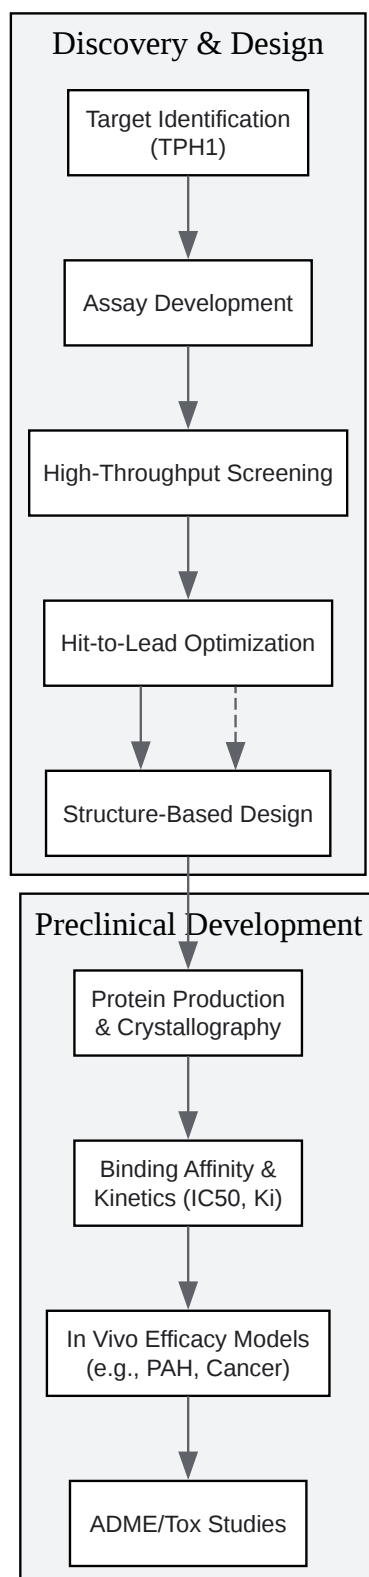 Discovery & Design
Target Identification
(TPH1)
Assay Development
High-Throughput Screening
Hit-to-Lead Optimization
Structure-Based Design
Preclinical Development
Protein Production
& Crystallography
Binding Affinity &
Kinetics (IC50, Ki)
In Vivo Efficacy Models
(e.g., PAH, Cancer)
ADME/Tox Studies